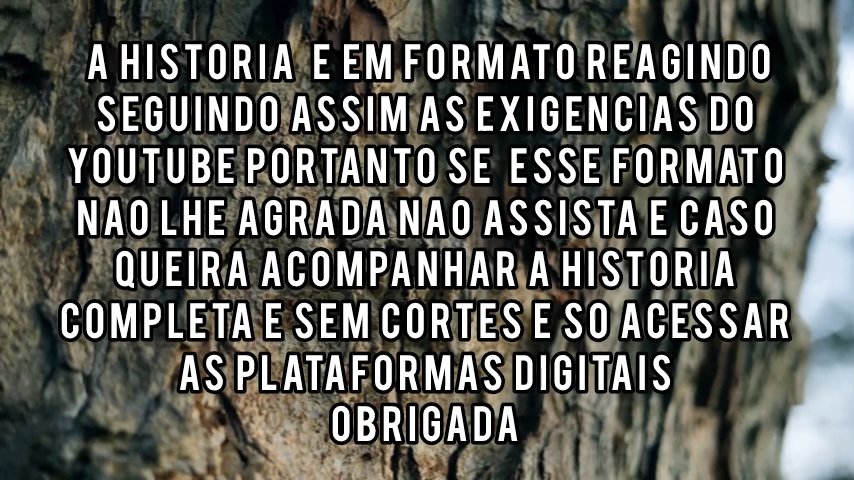 A HISTORIA E EM FORMATO REAGINDO
SEGUINDO ASSIM AS EXIGENCIAS DO
YOUTUBE PORTANTO SE ESSE FORMATO
NAO LHE AGRADA NAO ASSISTA E CASO
QUEIRA ACOMPANHAR A HISTORIA
COMPLETA E SEM CORTES E SO ACESSAR
AS PLATAFORMAS DIGITAIS
OBRIGADA